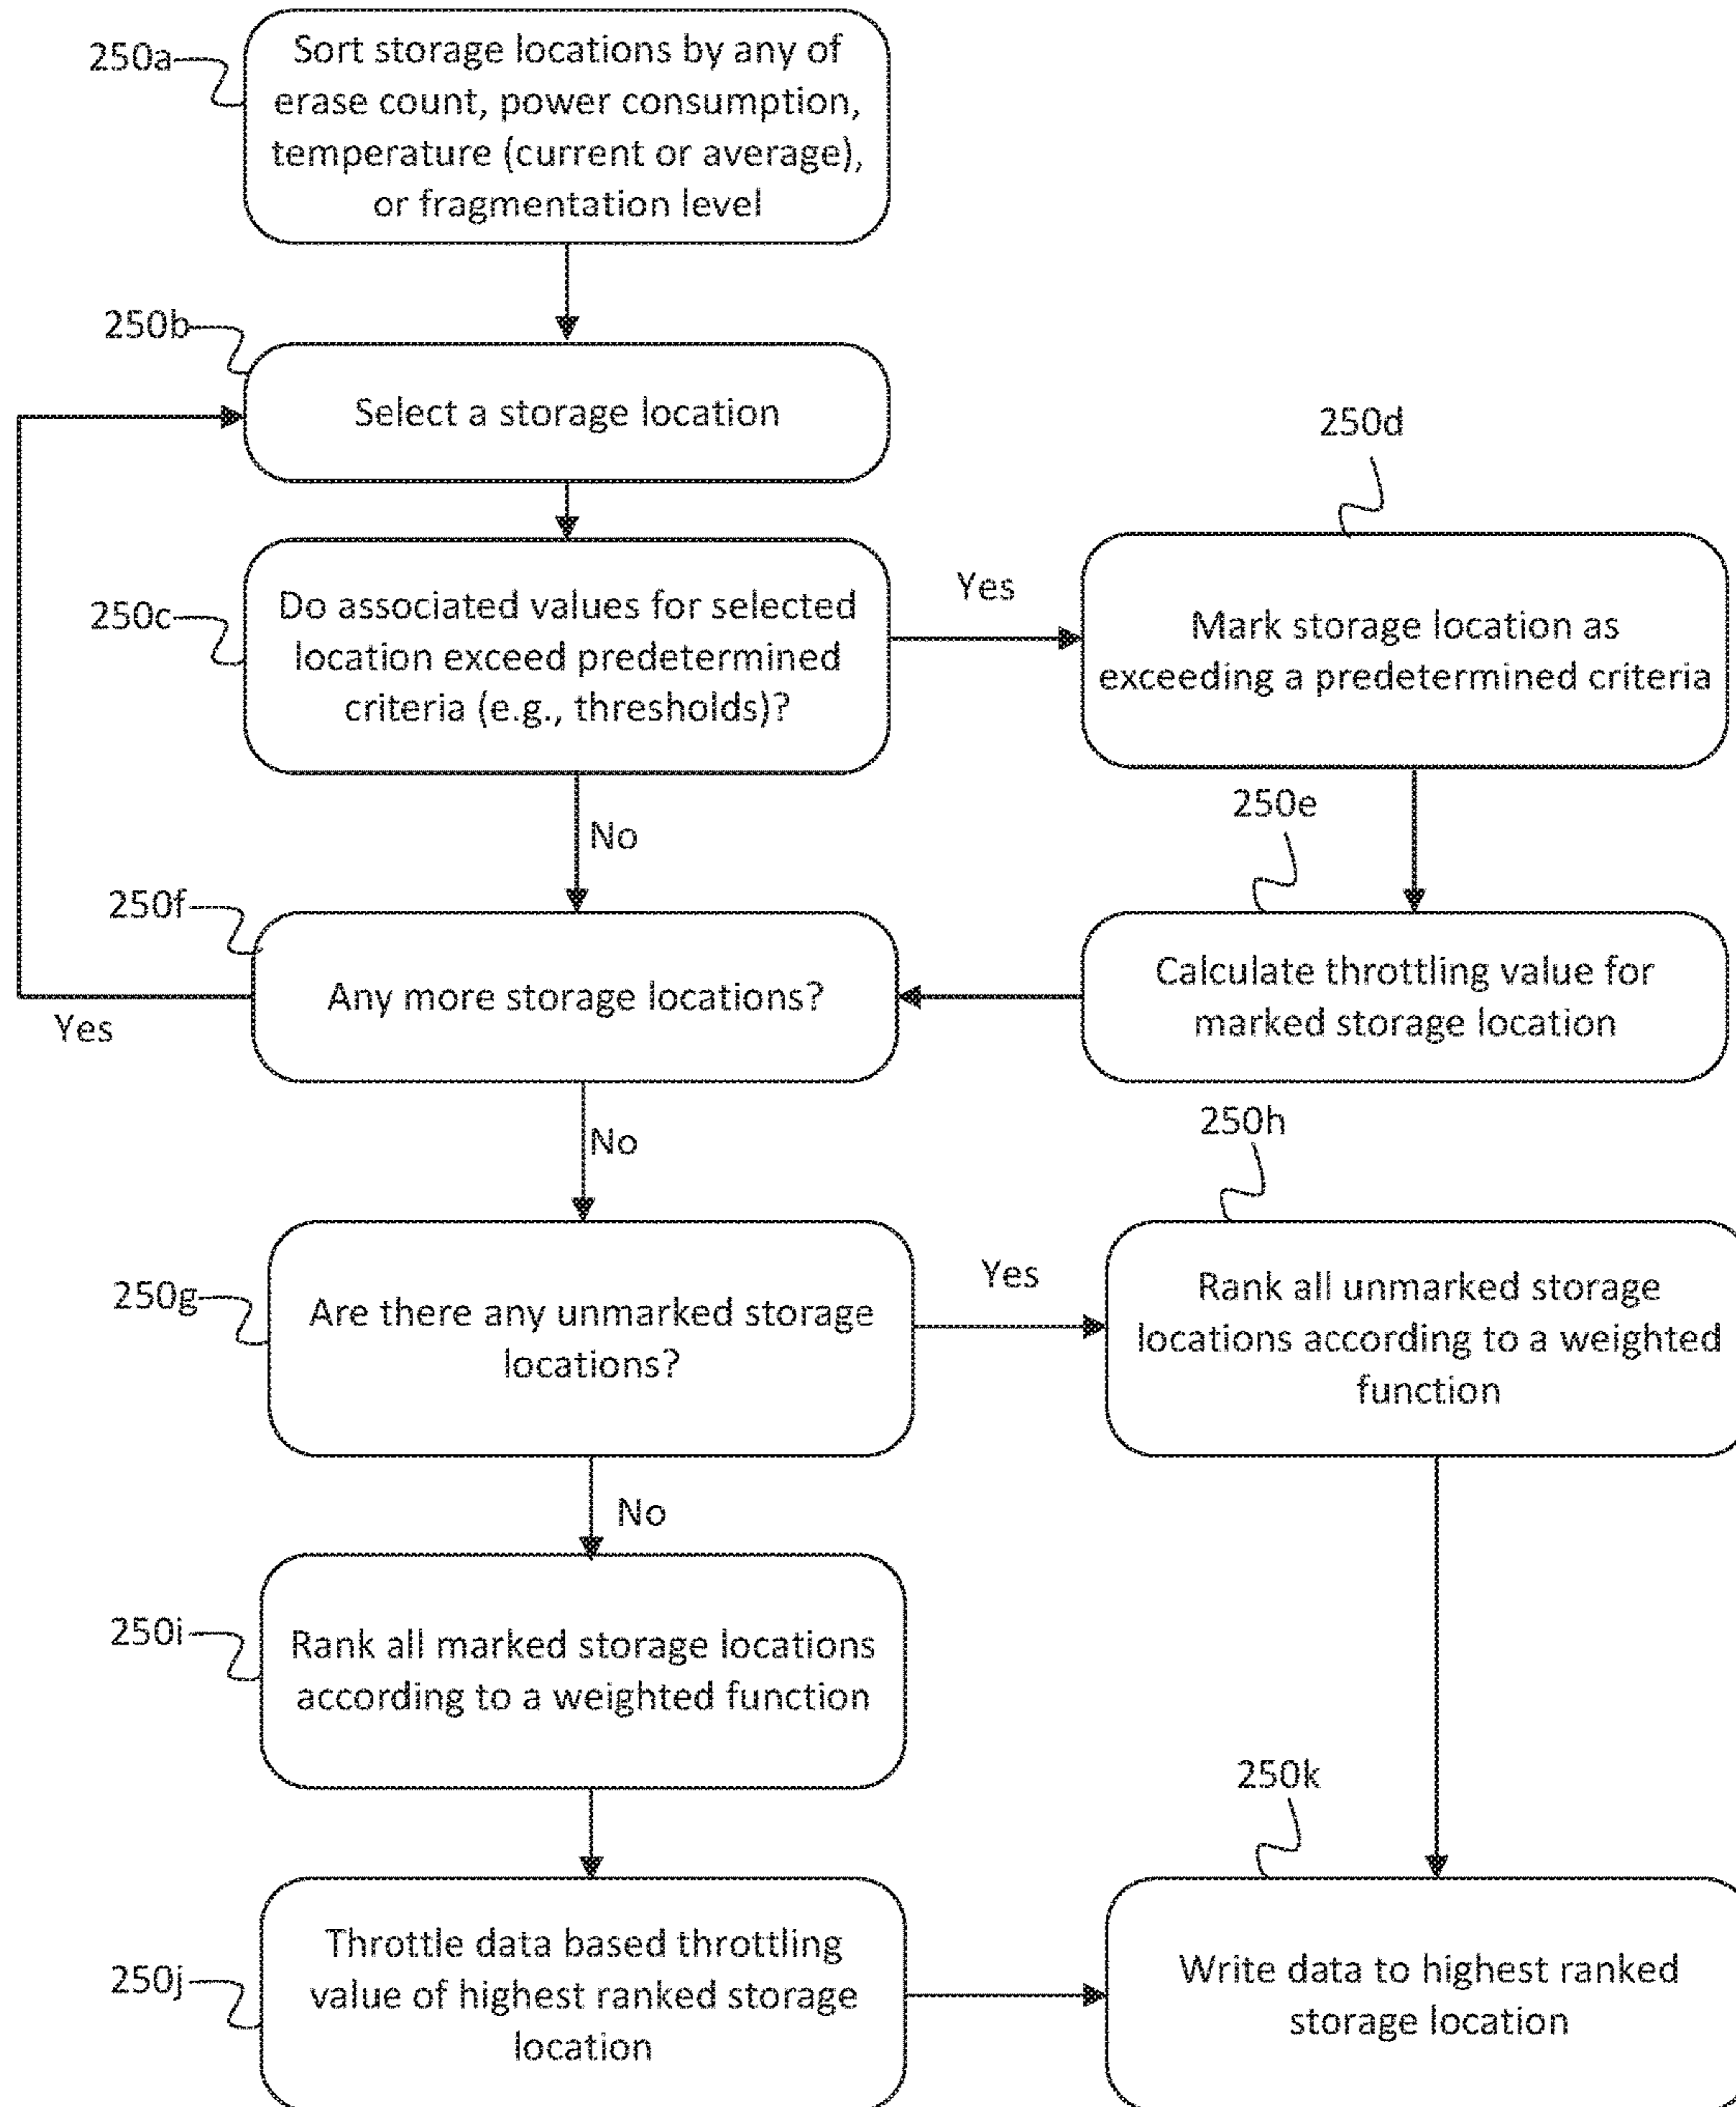 250a
Sort storage locations by any of
erase count, power consumption,
temperature (current or average),
or fragmentation level
250b
Select a storage location
250c
Do associated values for selected
location exceed predetermined
criteria (e.g., thresholds)?
Yes
250d
Mark storage location as
exceeding a predetermined criteria
No
250e
Calculate throttling value for
marked storage location
250f
Any more storage locations?
Yes
No
250g
Are there any unmarked storage
locations?
Yes
250h
Rank all unmarked storage
locations according to a weighted
function
No
250i
Rank all marked storage locations
according to a weighted function
250j
Throttle data based throttling
value of highest ranked storage
location
250k
Write data to highest ranked
storage location